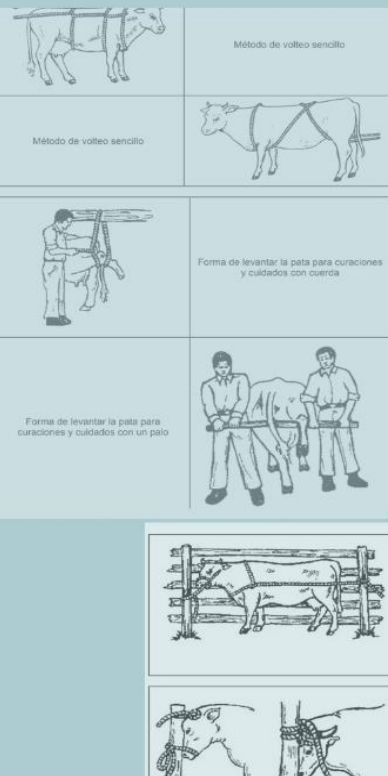 Método de volteo sencillo
Método de volteo sencillo
Forma de levantar la pata para curaciones
y cuidados con cuerda
Forma de levantar la pata para
curaciones y cuidados con un palo